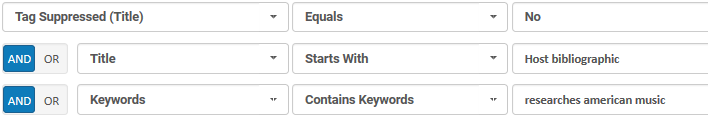 Tag Suppressed (Title) Equals No
AND OR Title Starts With Host bibliographic
AND OR Keywords Contains Keywords researches american music